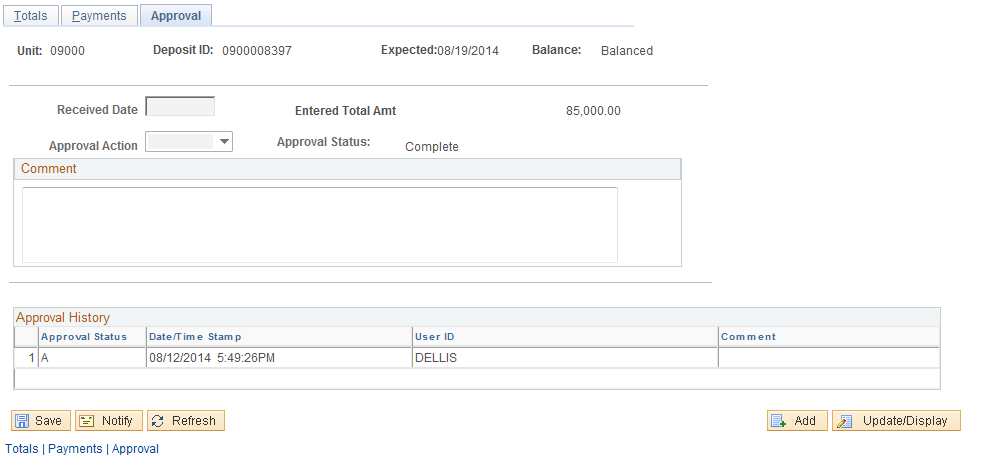 Totals Payments Approval
Unit: 09000 Deposit ID: 0900008397 Expected:08/19/2014 Balance: Balanced
Received Date Entered Total Amt 85,000.00
Approval Action Approval Status: Complete
Comment
Approval History
Approval Status Date/Time Stamp User ID Comment
1 A 08/12/2014 5:49:26PM DELLIS
Save Notify Refresh Add Update/Display
Totals | Payments | Approval